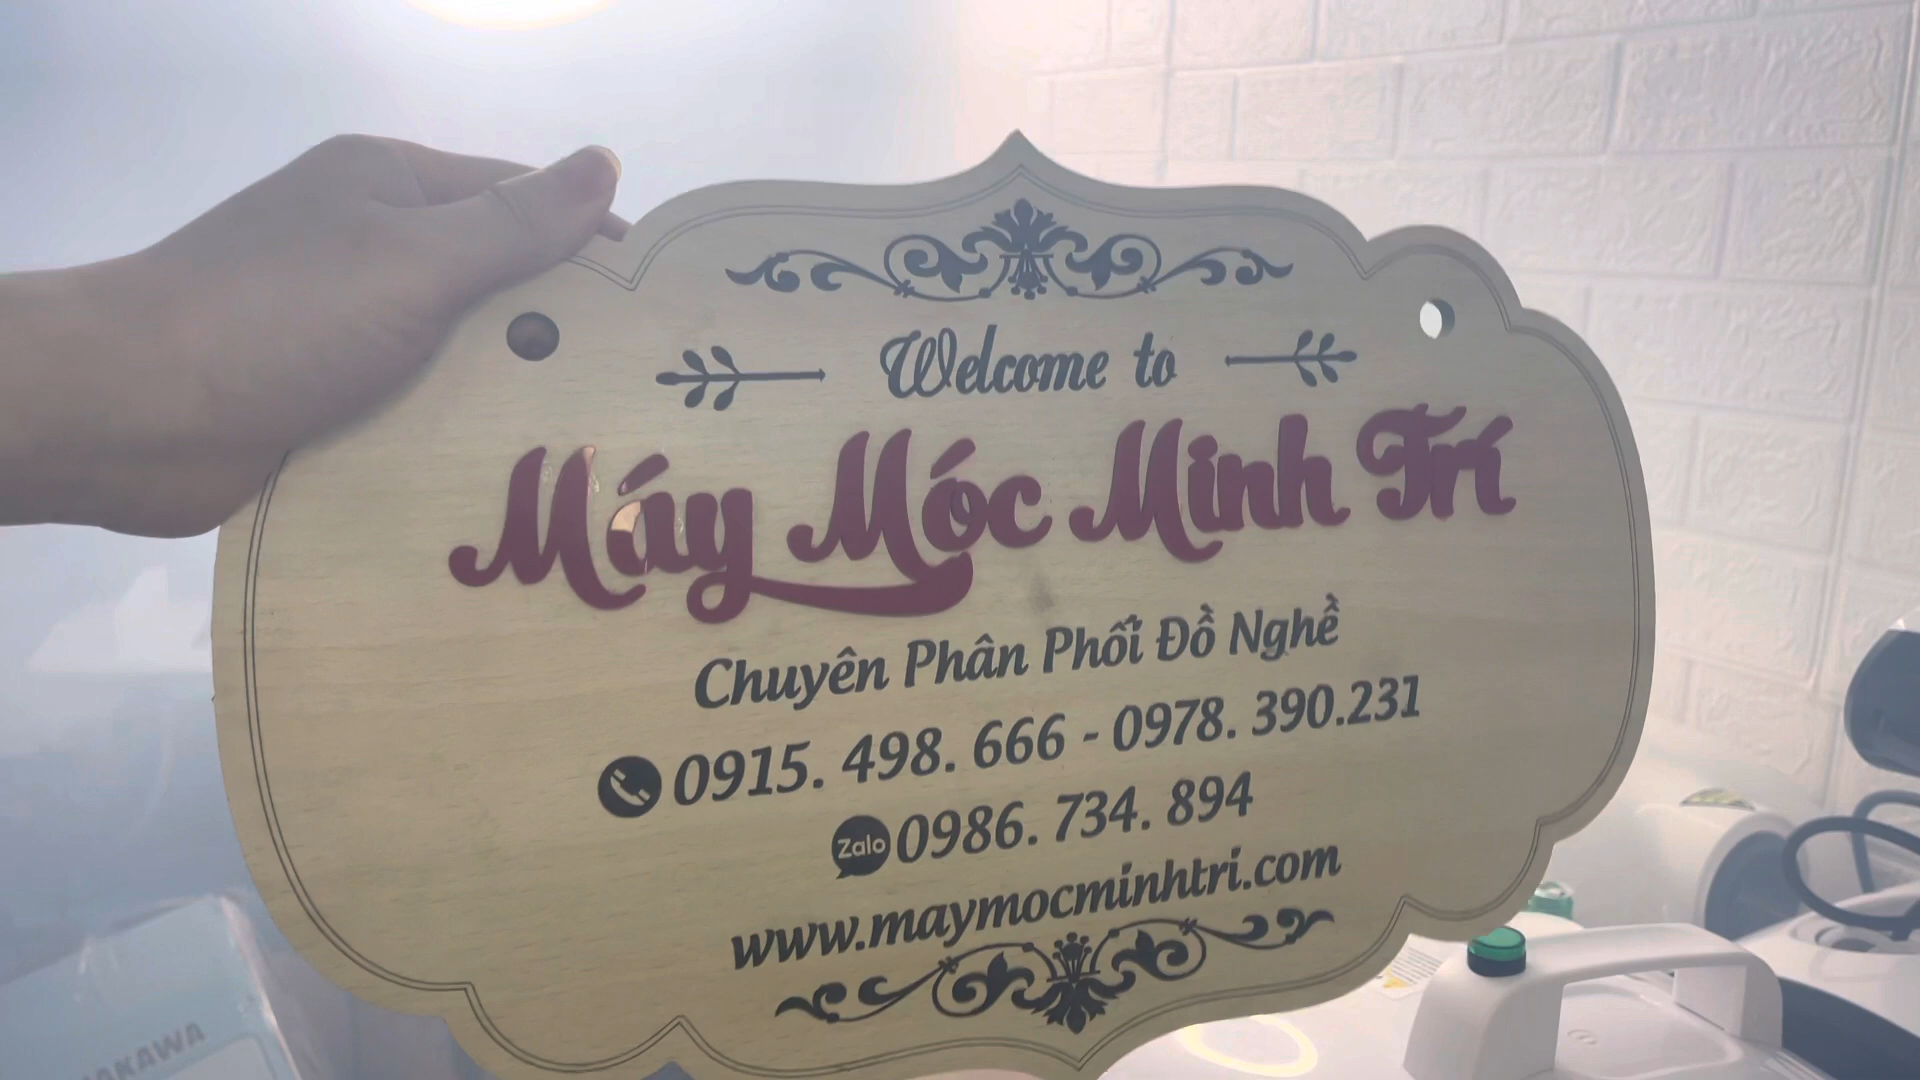 Welcome to
Máy Móc Minh Trí
Chuyên Phân Phối Đồ Nghề
0915. 498. 666 - 0978. 390.231
Zalo 0986. 734. 894
www.maymocminhtri.com
AKAWA